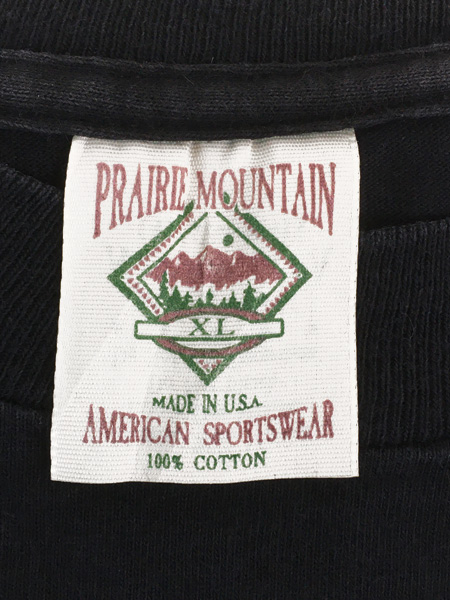 PRAIRIE MOUNTAIN
XL
MADE IN U.S.A.
AMERICAN SPORTSWEAR
100% COTTON